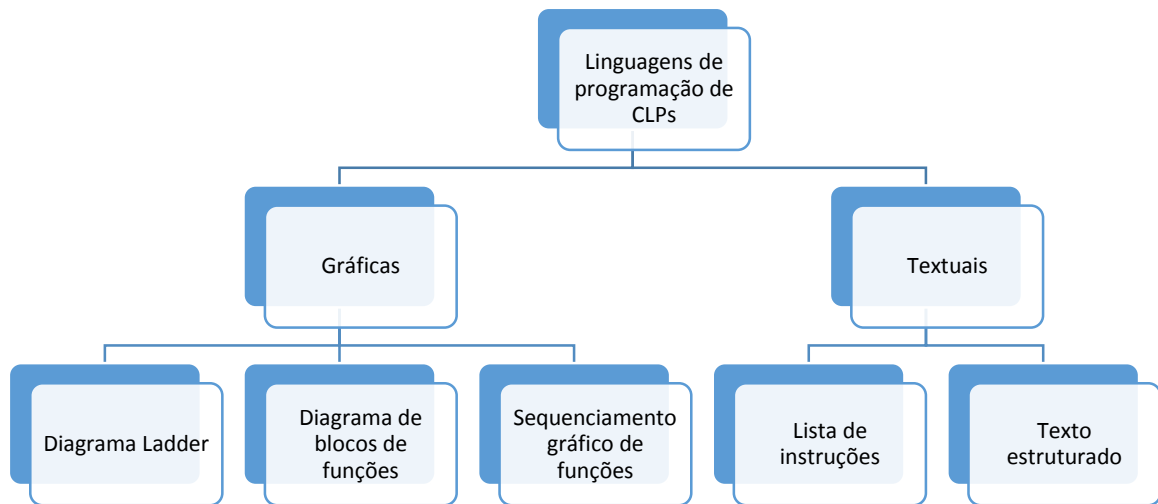 Linguagens de
programação de
CLPs
Gráficas
Textuais
Diagrama Ladder
Diagrama de
blocos de
funções
Sequenciamento
gráfico de
funções
Lista de
instruções
Texto
estruturado